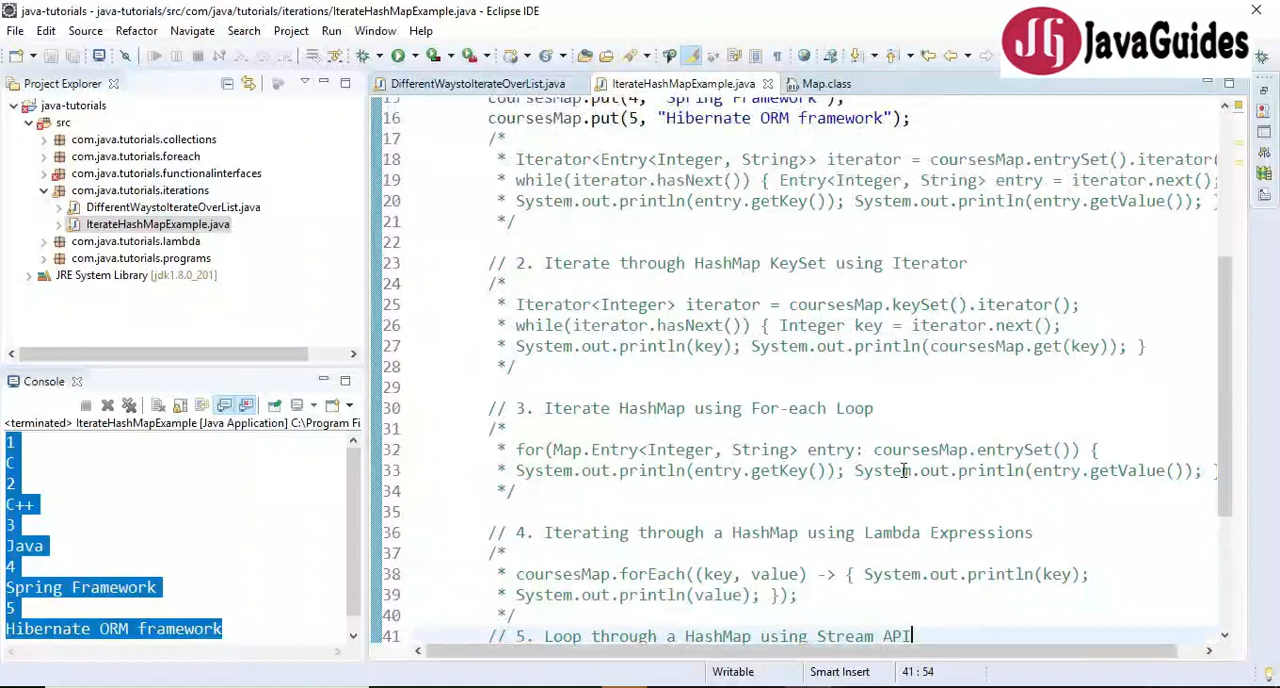 java-tutorials - java-tutorials/src/com/java/tutorials/iterations/IterateHashMapExample.java - Eclipse IDE
JavaGuides
File Edit Source Refactor Navigate Search Project Run Window Help
Project Explorer
java-tutorials
src
com.java.tutorials.collections
com.java.tutorials.foreach
com.java.tutorials.functionalinterfaces
com.java.tutorials.iterations
DifferentWaystoIterateOverList.java
IterateHashMapExample.java
com.java.tutorials.lambda
com.java.tutorials.programs
JRE System Library [jdk1.8.0_201]
Console
<terminated> IterateHashMapExample [Java Application] C:\Program Fi
1
C
2
C++
3
Java
4
Spring Framework
5
Hibernate ORM framework
DifferentWaystoIterateOverList.java IterateHashMapExample.java Map.class
15 coursesMap.put(4, "Spring Framework");
16 coursesMap.put(5, "Hibernate ORM framework");
17 /*
18 * Iterator<Entry<Integer, String>> iterator = coursesMap.entrySet().iterator(
19 * while(iterator.hasNext()) { Entry<Integer, String> entry = iterator.next();
20 * System.out.println(entry.getKey()); System.out.println(entry.getValue()); }
21 */
22
23 // 2. Iterate through HashMap KeySet using Iterator
24 /*
25 * Iterator<Integer> iterator = coursesMap.keySet().iterator();
26 * while(iterator.hasNext()) { Integer key = iterator.next();
27 * System.out.println(key); System.out.println(coursesMap.get(key)); }
28 */
29
30 // 3. Iterate HashMap using For-each Loop
31 /*
32 * for(Map.Entry<Integer, String> entry: coursesMap.entrySet()) {
33 * System.out.println(entry.getKey()); System.out.println(entry.getValue()); }
34 */
35
36 // 4. Iterating through a HashMap using Lambda Expressions
37 /*
38 * coursesMap.forEach((key, value) -> { System.out.println(key);
39 * System.out.println(value); });
40 */
41 // 5. Loop through a HashMap using Stream API
Writable Smart Insert 41 : 54